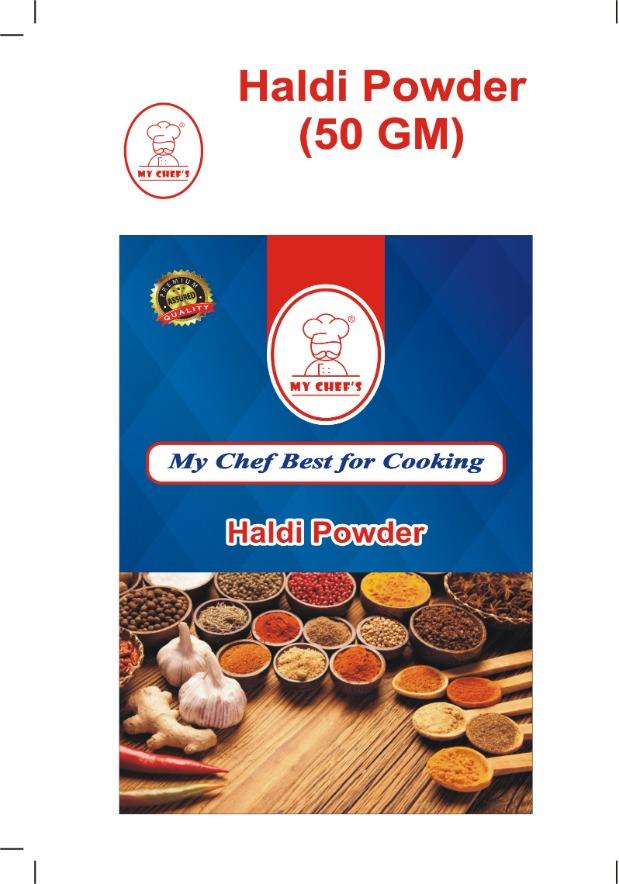 Haldi Powder
(50 GM)
®
MY CHEF'S
PREMIUM
ASSURED
QUALITY
®
MY CHEF'S
My Chef Best for Cooking
Haldi Powder